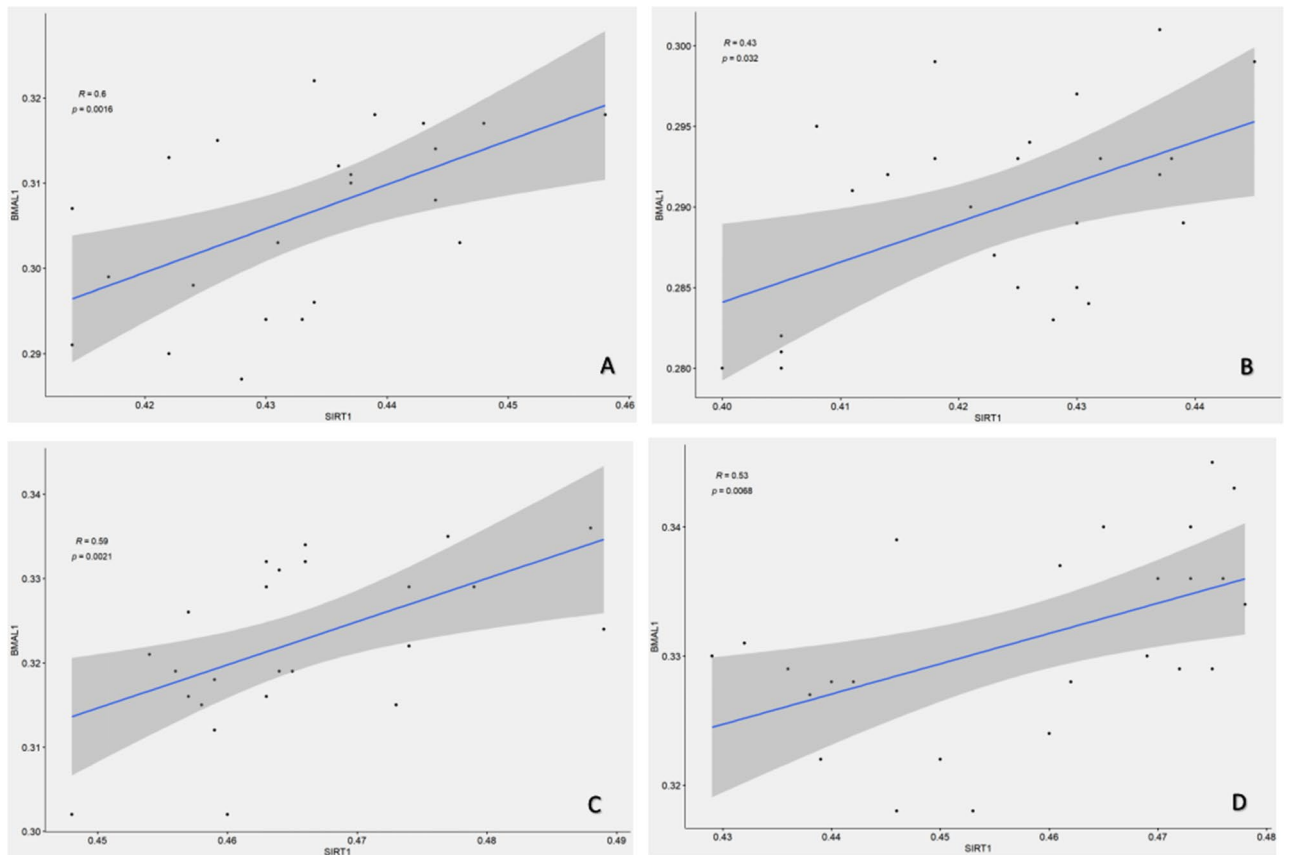 R = 0.6
p = 0.0016
0.32
0.31
0.30
0.29
BMAL1
0.42 0.43 0.44 0.45 0.46
SIRT1
A
R = 0.43
p = 0.032
0.300
0.295
0.290
0.285
0.280
BMAL1
0.40 0.41 0.42 0.43 0.44
SIRT1
B
R = 0.59
p = 0.0021
0.34
0.33
0.32
0.31
0.30
BMAL1
0.45 0.46 0.47 0.48 0.49
SIRT1
C
R = 0.53
p = 0.0068
0.34
0.33
0.32
BMAL1
0.43 0.44 0.45 0.46 0.47 0.48
SIRT1
D